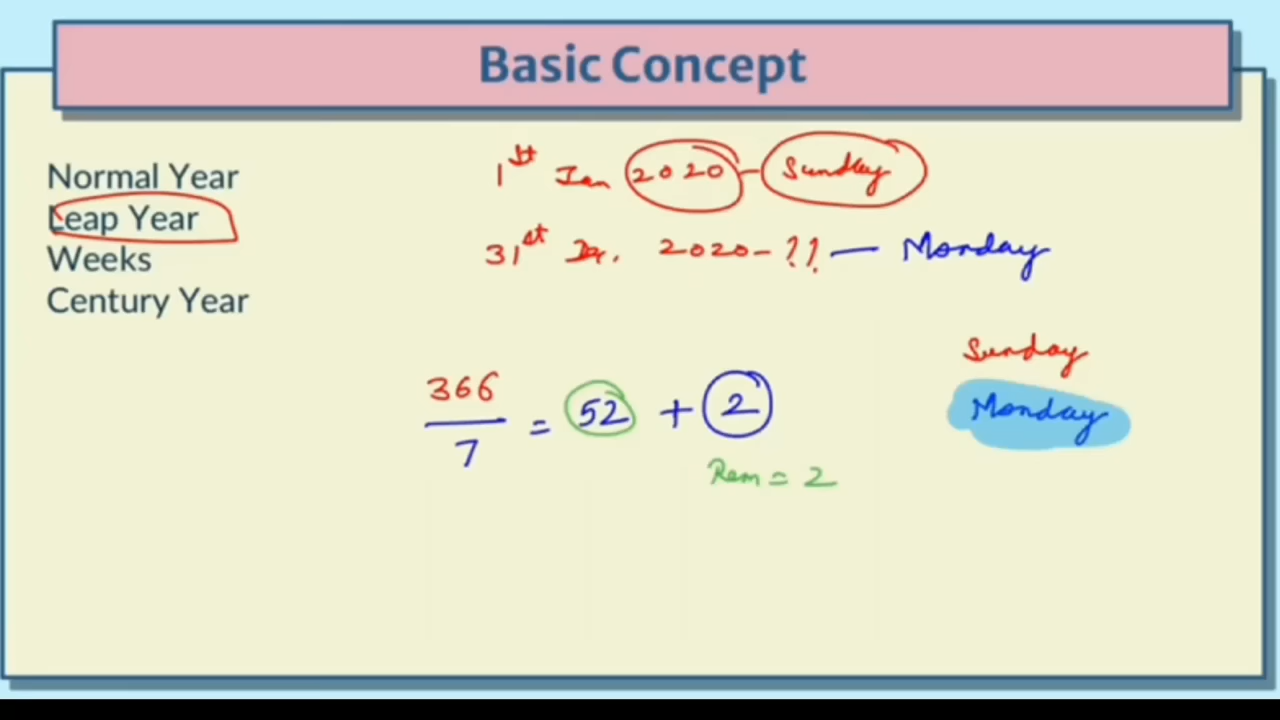 Basic Concept
Normal Year
Leap Year
Weeks
Century Year
1st Jan 2020 - Sunday
31st Dec. 2020 - ?? — Monday
Sunday
Monday
366
7
= 52 + 2
Rem = 2